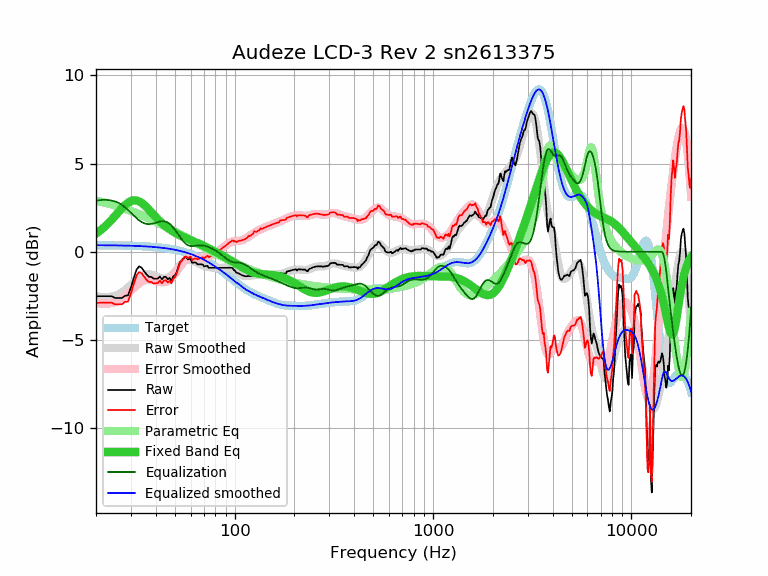 Audeze LCD-3 Rev 2 sn2613375
10
5
0
−5
−10
Amplitude (dBr)
Target
Raw Smoothed
Error Smoothed
Raw
Error
Parametric Eq
Fixed Band Eq
Equalization
Equalized smoothed
100
1000
10000
Frequency (Hz)